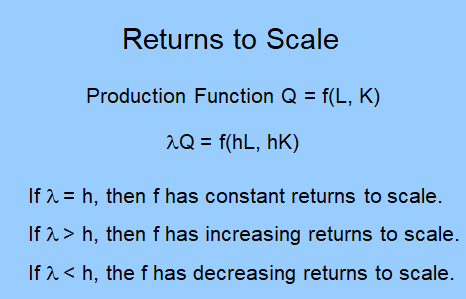 Returns to Scale
Production Function Q = f(L, K)
λQ = f(hL, hK)
If λ = h, then f has constant returns to scale.
If λ > h, then f has increasing returns to scale.
If λ < h, the f has decreasing returns to scale.